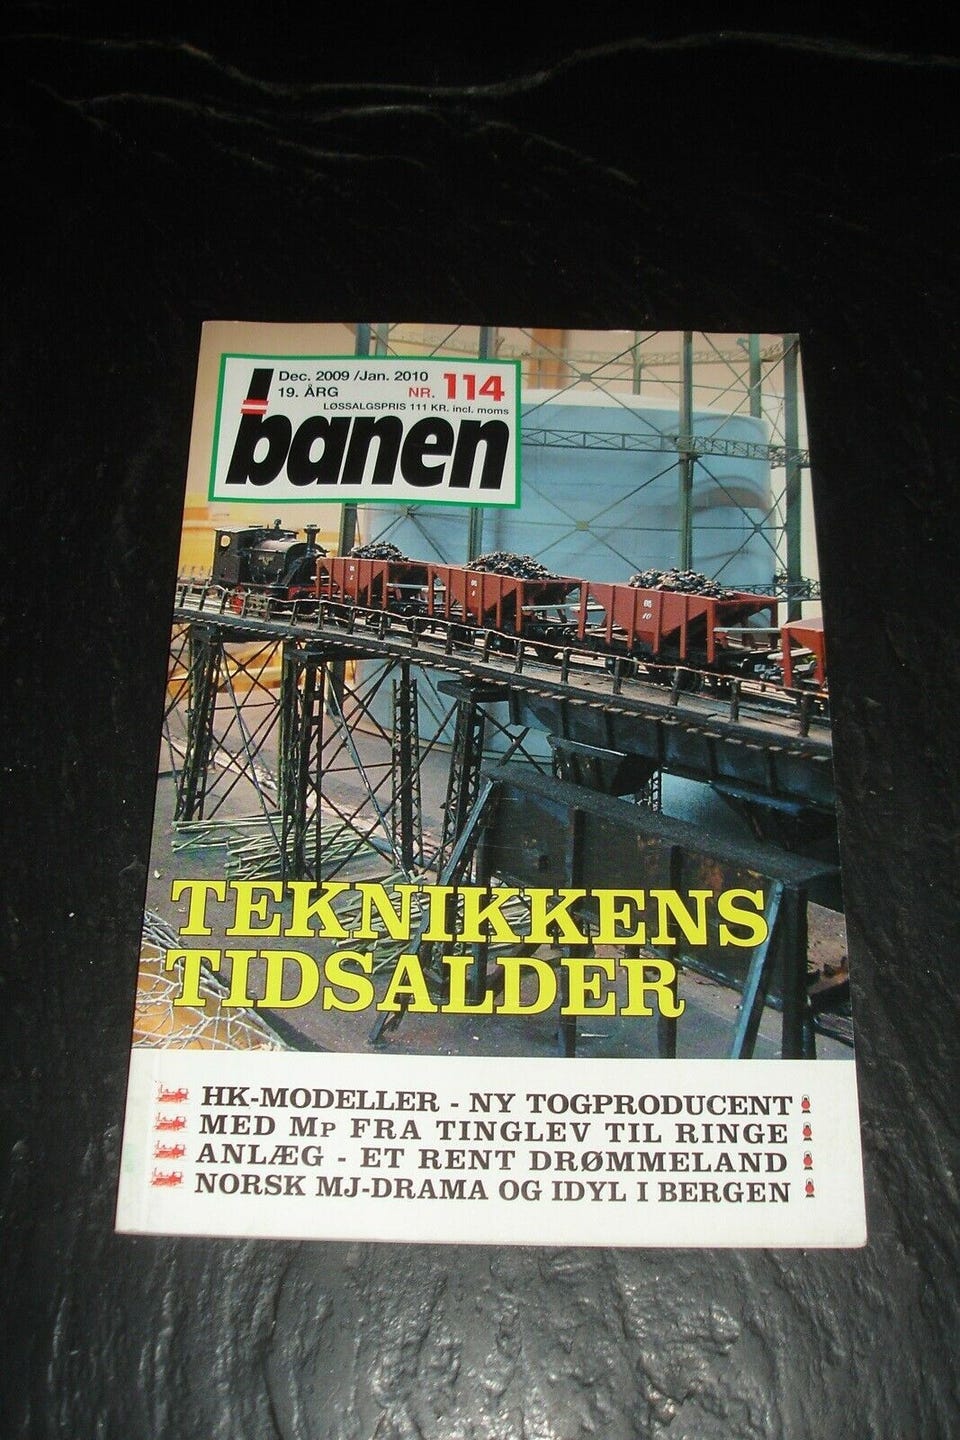 Dec. 2009 /Jan. 2010
19. ÅRG NR. 114
LØSSALGSPRIS 111 KR. incl. moms
banen
TEKNIKKENS
TIDSALDER
HK-MODELLER - NY TOGPRODUCENT
MED MP FRA TINGLEV TIL RINGE
ANLÆG - ET RENT DRØMMELAND
NORSK MJ-DRAMA OG IDYL I BERGEN